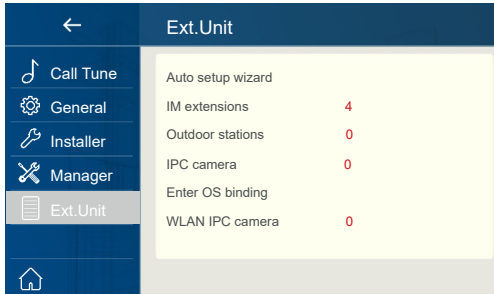 Ext.Unit
Call Tune
General
Installer
Manager
Ext.Unit
Auto setup wizard
IM extensions 4
Outdoor stations 0
IPC camera 0
Enter OS binding
WLAN IPC camera 0